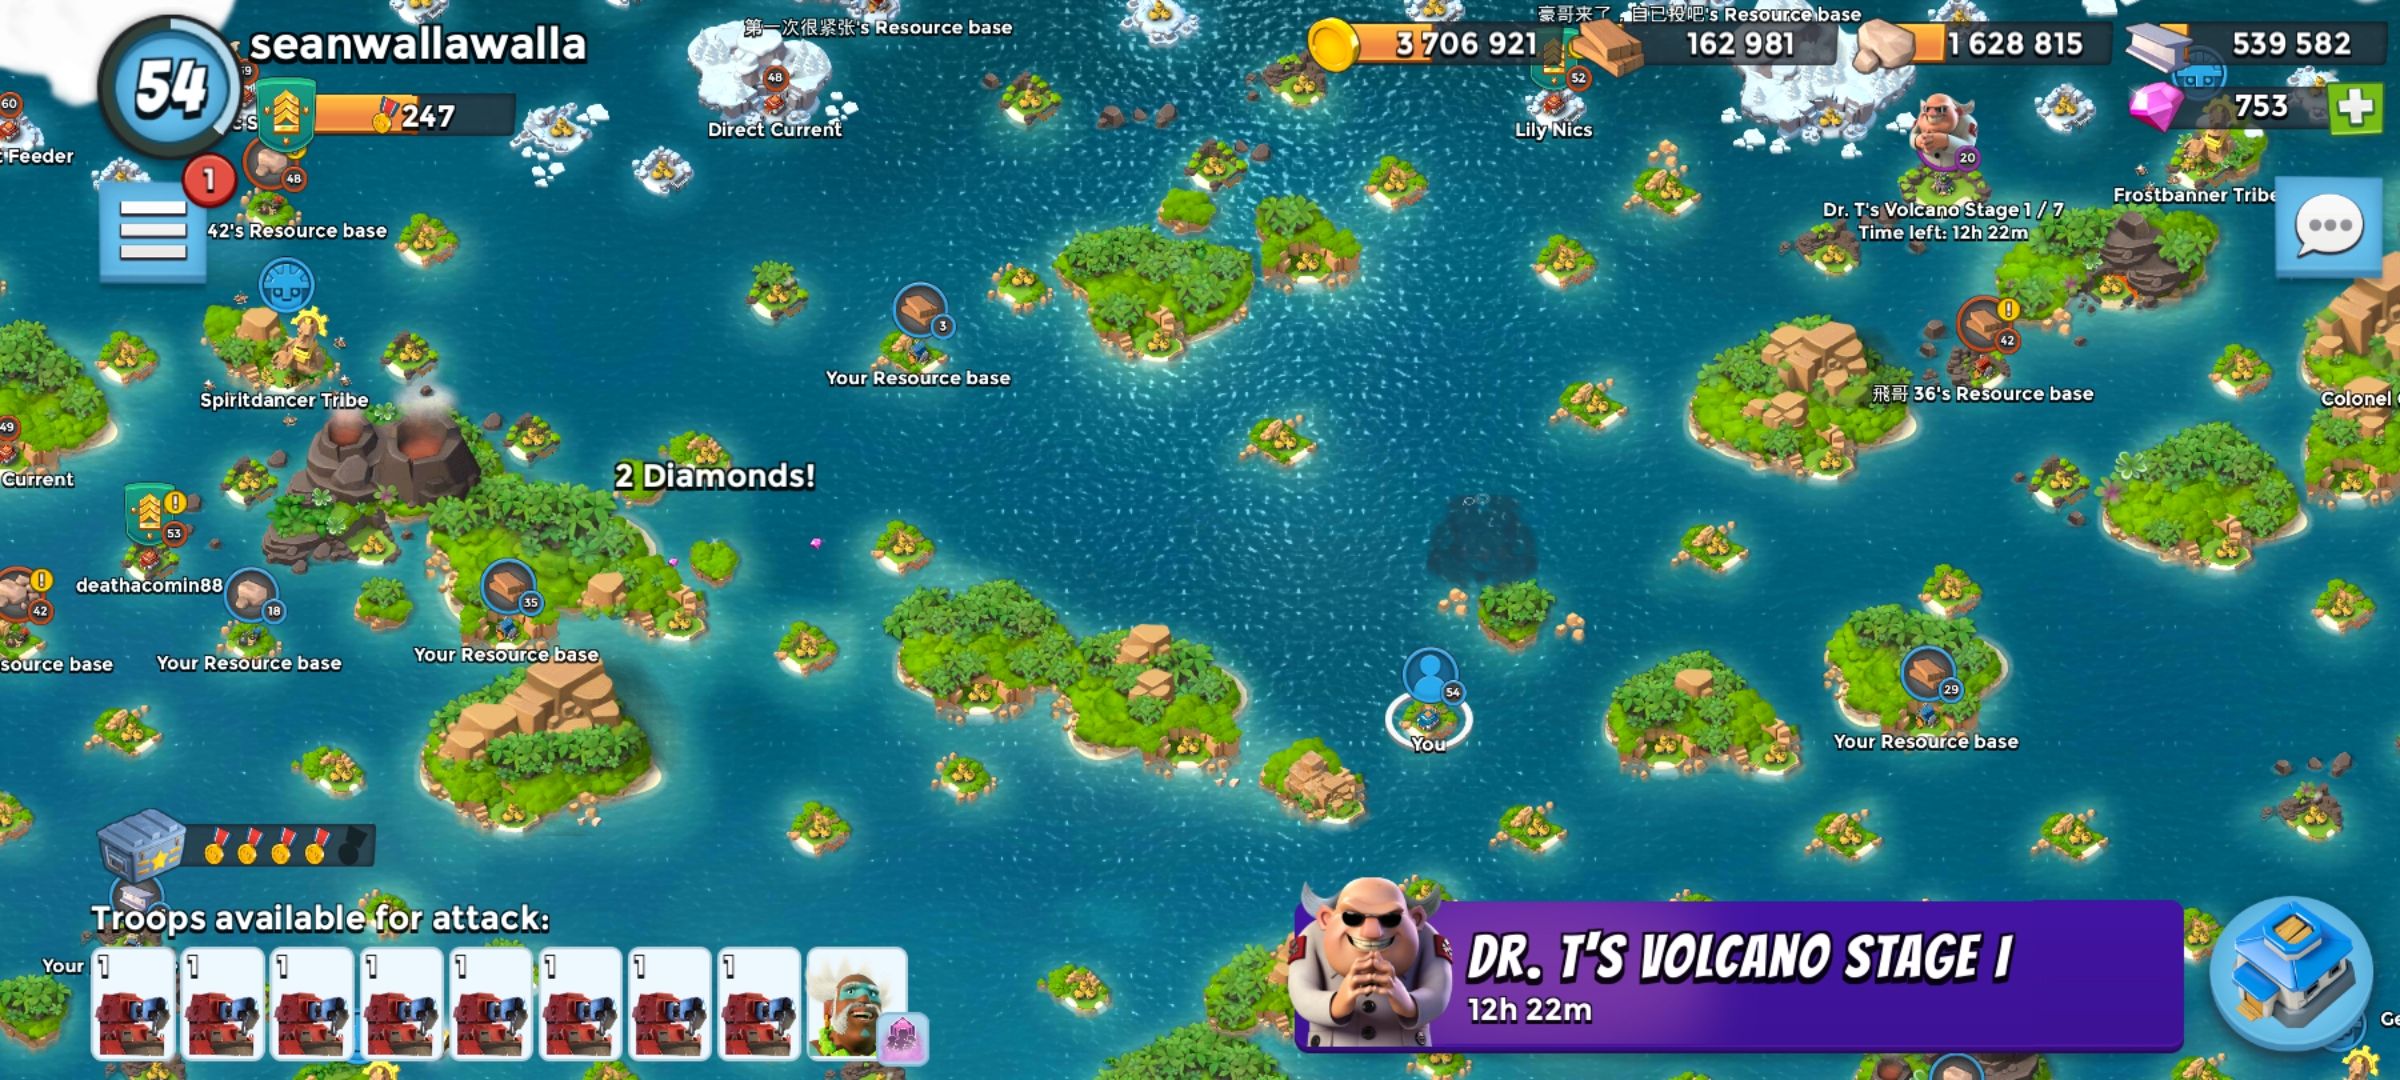 第一次很紧张's Resource base
豪哥来了，自已投吧's Resource base
54
seanwallawalla
247
3 706 921
162 981
1 628 815
539 582
753
59
60
48
Direct Current
52
Lily Nics
t Feeder
1
48
42's Resource base
20
Dr. T's Volcano Stage 1 / 7
Time left: 12h 22m
Frostbanner Tribe
3
Your Resource base
42
飛哥 36's Resource base
Spiritdancer Tribe
Colonel
49
Current
2 Diamonds!
53
deathacomin88
42
source base
18
Your Resource base
35
Your Resource base
54
You
29
Your Resource base
Troops available for attack:
Your
1
1
1
1
1
1
1
1
DR. T'S VOLCANO STAGE 1
12h 22m
Ge